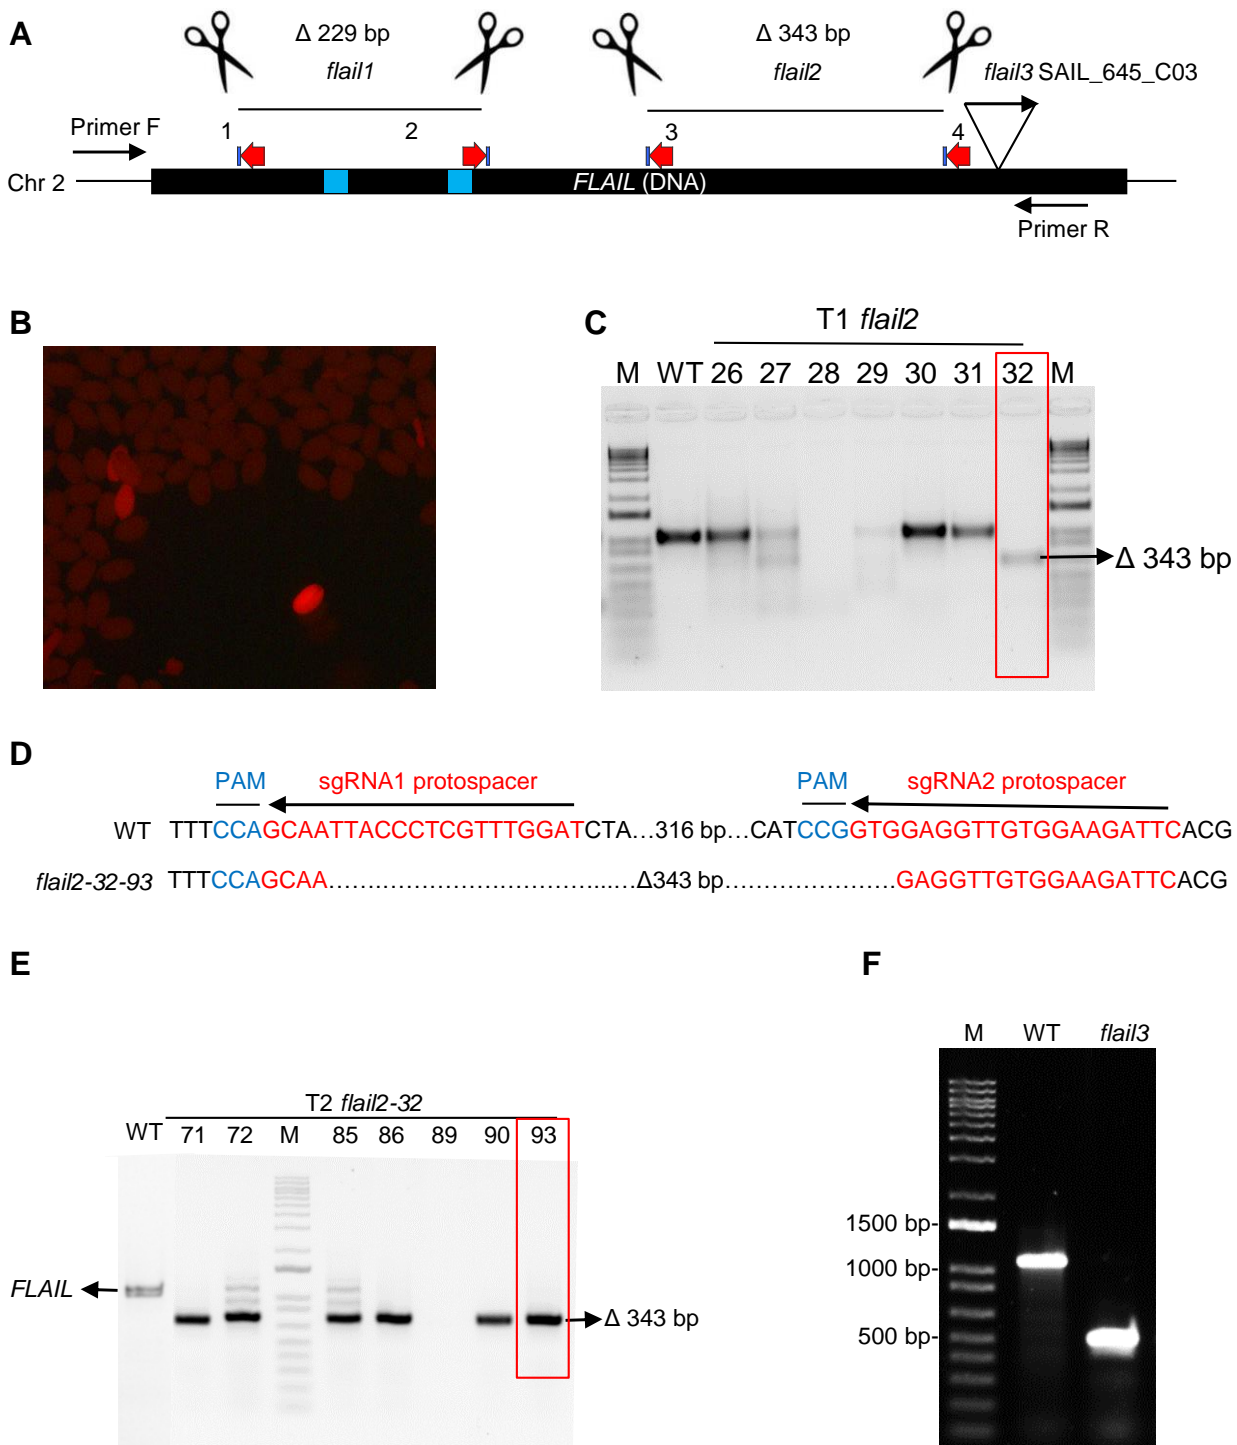 A
Δ 229 bp
flail1
Δ 343 bp
flail2
flail3 SAIL_645_C03
Primer F
1
2
3
4
Chr 2
FLAIL (DNA)
Primer R
B
C
T1 flail2
M WT 26 27 28 29 30 31 32 M
Δ 343 bp
D
PAM sgRNA1 protospacer PAM sgRNA2 protospacer
WT TTTCCAGCAATTACCCTCGTTTGGATCTA...316 bp...CATCCGGTGGAGGTTGTGGAAGATTCACG
flail2-32-93 TTTCCAGCAA.................................Δ343 bp.........................GAGGTTGTGGAAGATTCACG
E
T2 flail2-32
WT 71 72 M 85 86 89 90 93
FLAIL
Δ 343 bp
F
M WT flail3
1500 bp-
1000 bp-
500 bp-